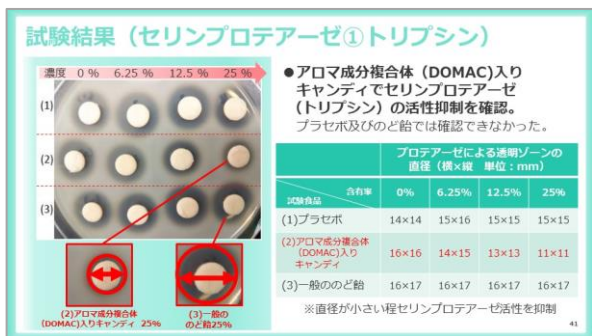 試験結果(セリンプロテアーゼ①トリプシン)
濃度 0 % 6.25 % 12.5 % 25 %
(1)
(2)
(3)
(2)アロマ成分複合体
(DOMAC)入りキャンディ 25%
(3)一般の
のど飴25%
●アロマ成分複合体(DOMAC)入り
キャンディでセリンプロテアーゼ
(トリプシン)の活性抑制を確認。
プラセボ及びのど飴では確認できなかった。
プロテアーゼによる透明ゾーンの
直径(横×縦 単位:mm)
含有率
試験食品
0% 6.25% 12.5% 25%
(1)プラセボ 14×14 15×16 15×15 15×15
(2)アロマ成分複合体
(DOMAC)入り
キャンディ
16×16 14×15 13×13 11×11
(3)一般ののど飴 16×17 16×17 16×17 16×17
※直径が小さい程セリンプロテアーゼ活性を抑制
41